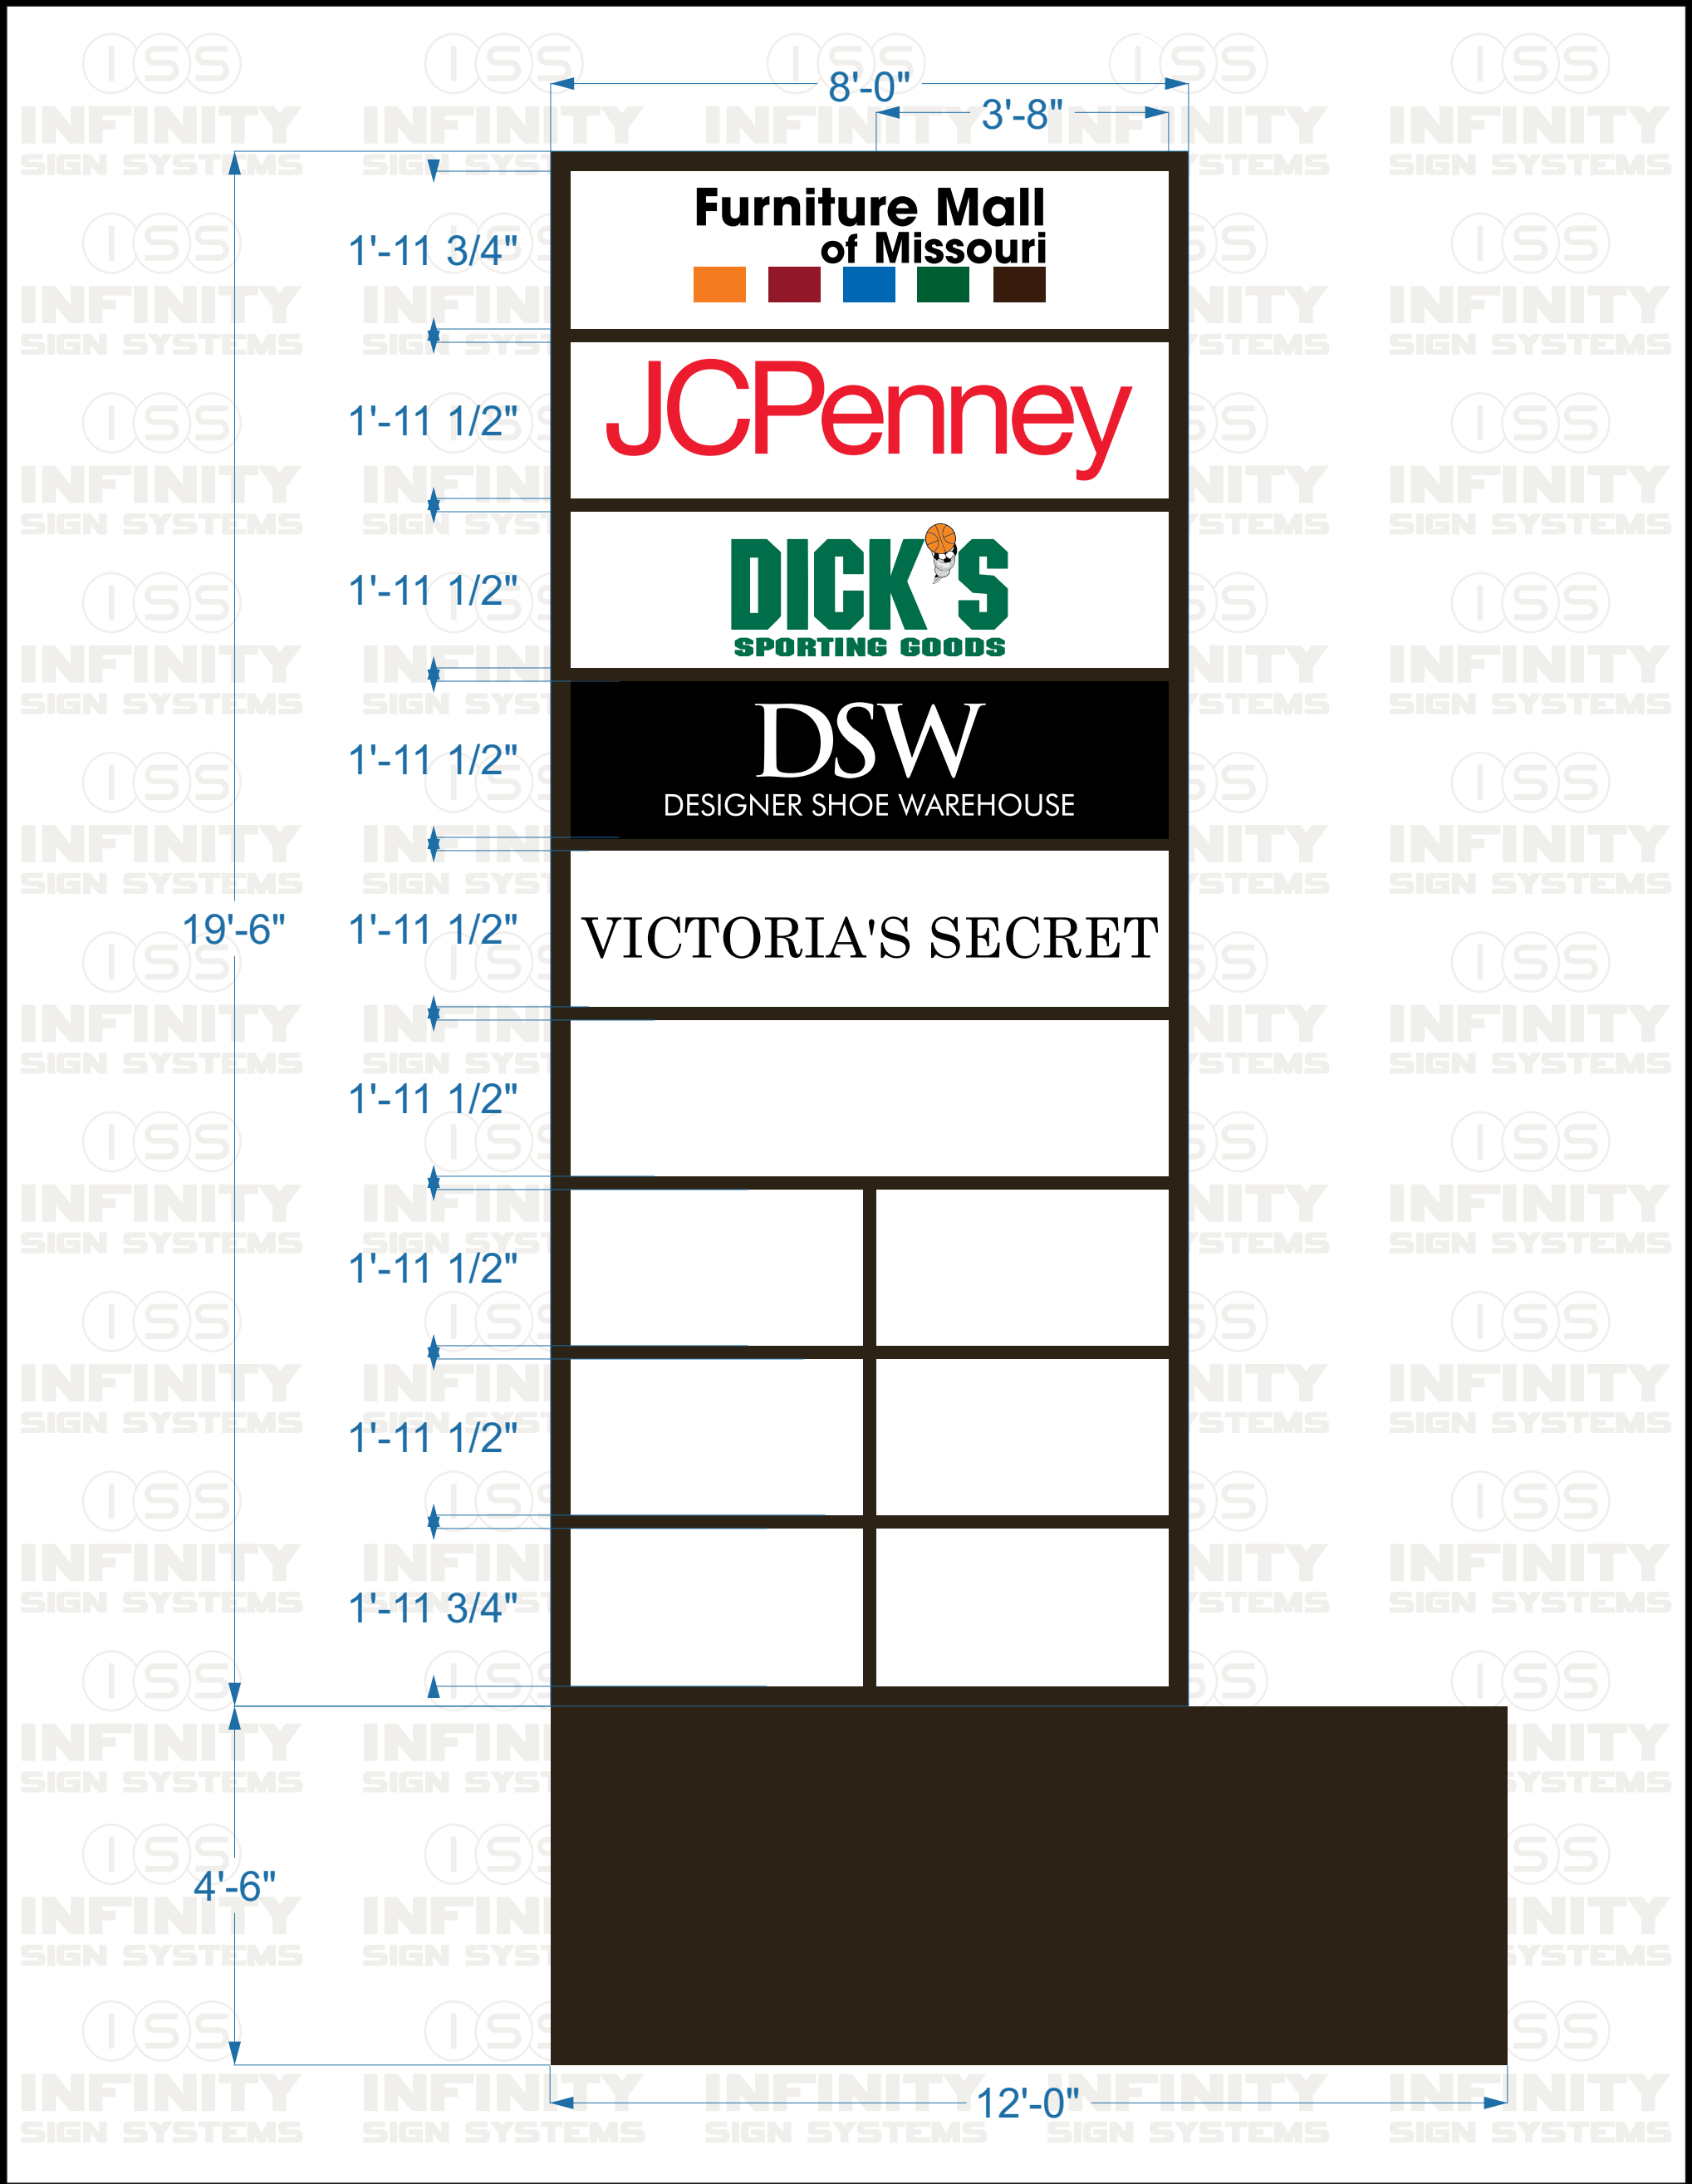 8'-0"
3'-8"
Furniture Mall
of Missouri
1'-11 3/4"
JCPenney
1'-11 1/2"
DICK'S
SPORTING GOODS
1'-11 1/2"
DSW
DESIGNER SHOE WAREHOUSE
1'-11 1/2"
VICTORIA'S SECRET
19'-6"
1'-11 1/2"
1'-11 1/2"
1'-11 1/2"
1'-11 1/2"
1'-11 3/4"
4'-6"
12'-0"
ISS
INFINITY
SIGN SYSTEMS